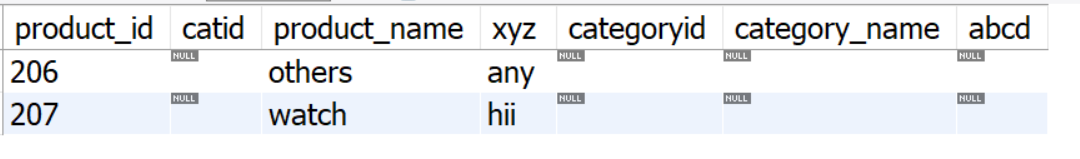 product_id catid product_name xyz categoryid category_name abcd
206 NULL others any NULL NULL NULL
207 NULL watch hii NULL NULL NULL